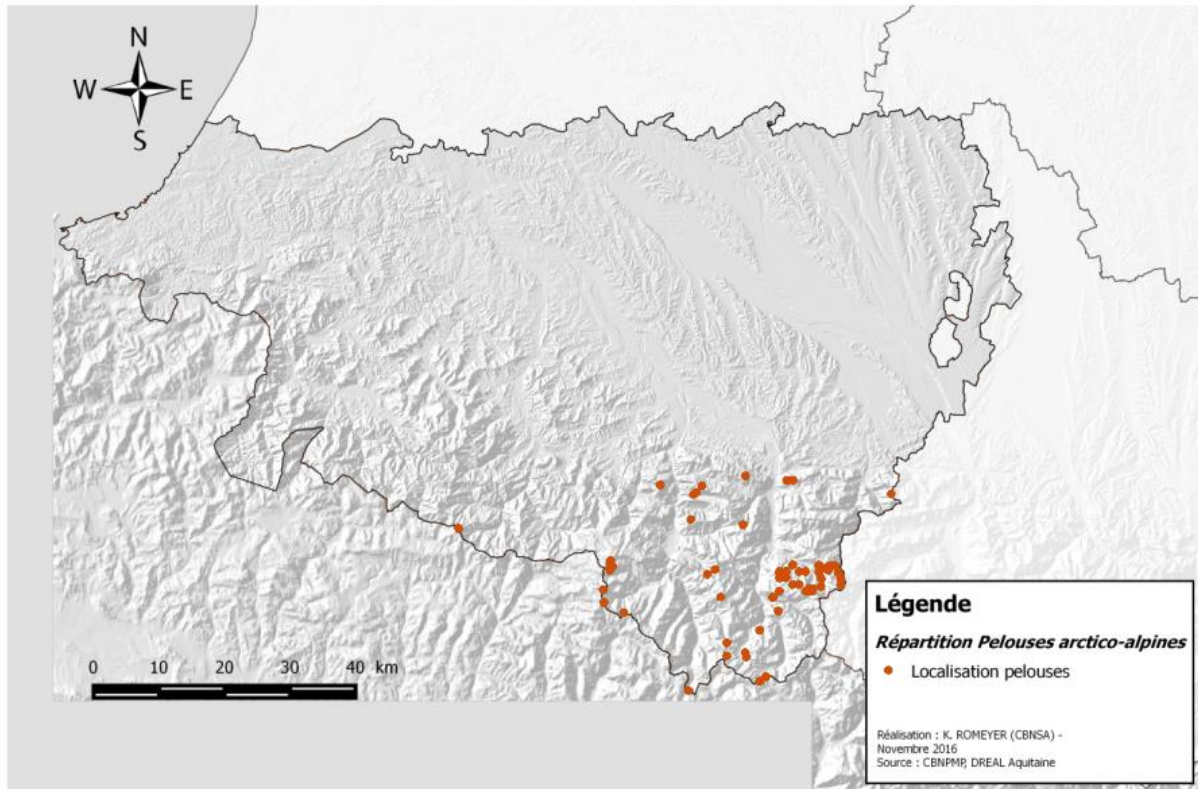 N
W E
S
0 10 20 30 40 km
Légende
Répartition Pelouses arctico-alpines
Localisation pelouses
Réalisation : K. ROMEYER (CBNSA) -
Novembre 2016
Source : CBNPMP, DREAL Aquitaine